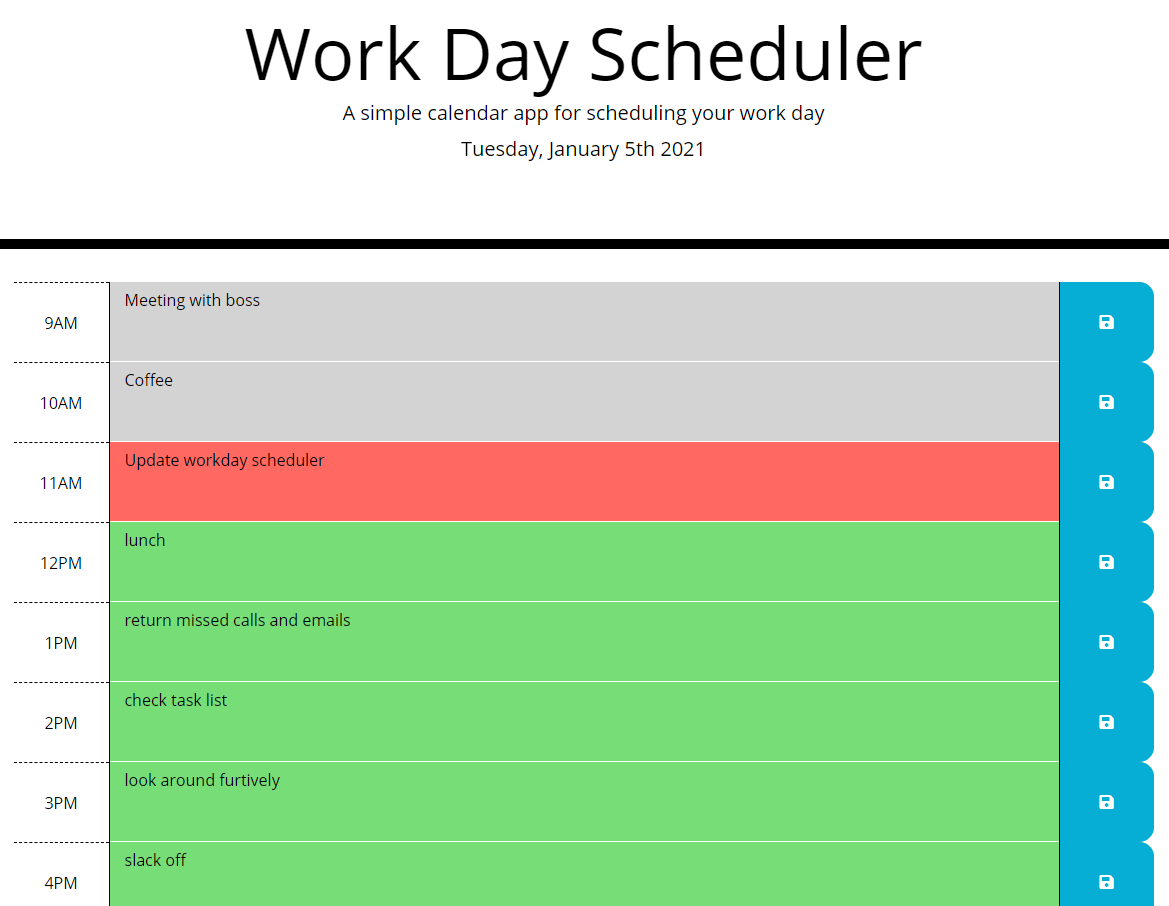 Work Day Scheduler
A simple calendar app for scheduling your work day
Tuesday, January 5th 2021
9AM Meeting with boss
10AM Coffee
11AM Update workday scheduler
12PM lunch
1PM return missed calls and emails
2PM check task list
3PM look around furtively
4PM slack off